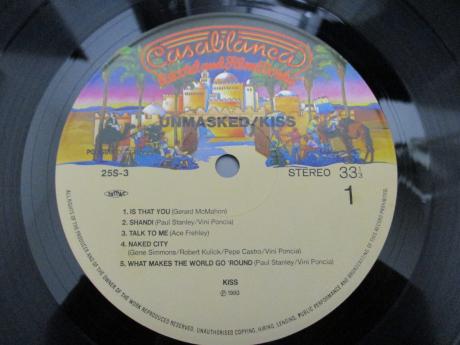 Casablanca
Record and FilmWorks
UNMASKED/KISS
25S-3
STEREO 33⅓
1
1. IS THAT YOU (Gerard McMahon)
2. SHANDI (Paul Stanley/Vini Poncia)
3. TALK TO ME (Ace Frehley)
4. NAKED CITY
(Gene Simmons/Robert Kulick/Pepe Castro/Vini Poncia)
5. WHAT MAKES THE WORLD GO 'ROUND (Paul Stanley/Vini Poncia)
KISS
℗ 1980
ALL RIGHTS OF THE PRODUCER AND OF THE OWNER OF THE WORK REPRODUCED RESERVED. UNAUTHORISED COPYING, HIRING, LENDING, PUBLIC PERFORMANCE AND BROADCASTING OF THIS RECORD PROHIBITED.